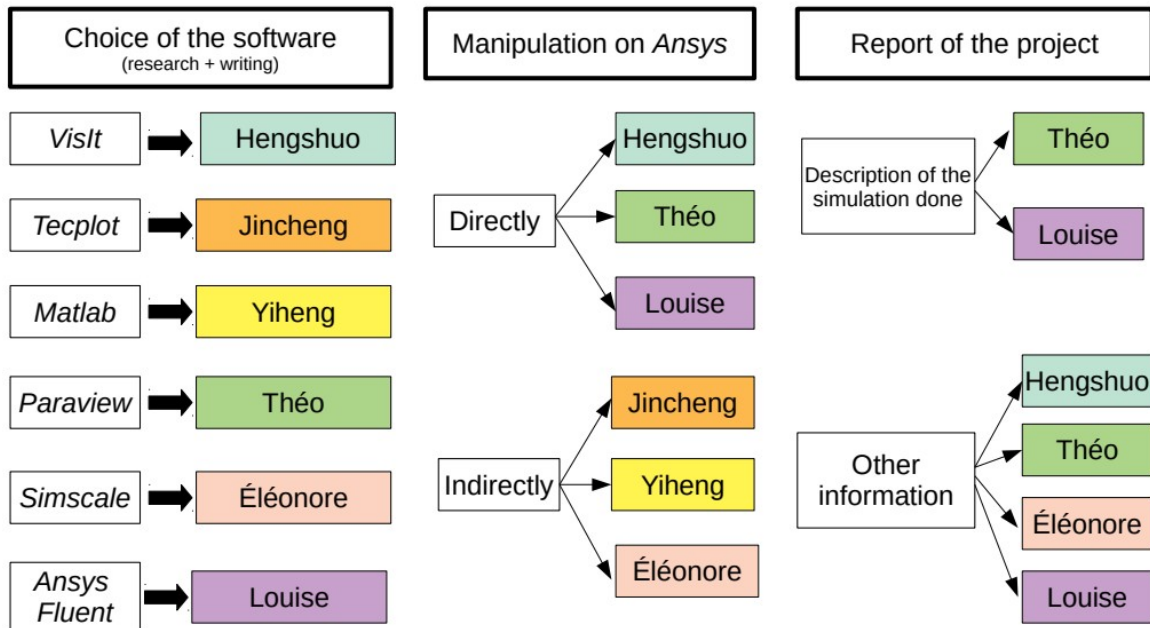 Choice of the software
(research + writing)
VisIt
Hengshuo
Tecplot
Jincheng
Matlab
Yiheng
Paraview
Théo
Simscale
Éléonore
Ansys
Fluent
Louise
Manipulation on Ansys
Directly
Hengshuo
Théo
Louise
Indirectly
Jincheng
Yiheng
Éléonore
Report of the project
Description of the
simulation done
Théo
Louise
Other
information
Hengshuo
Théo
Éléonore
Louise